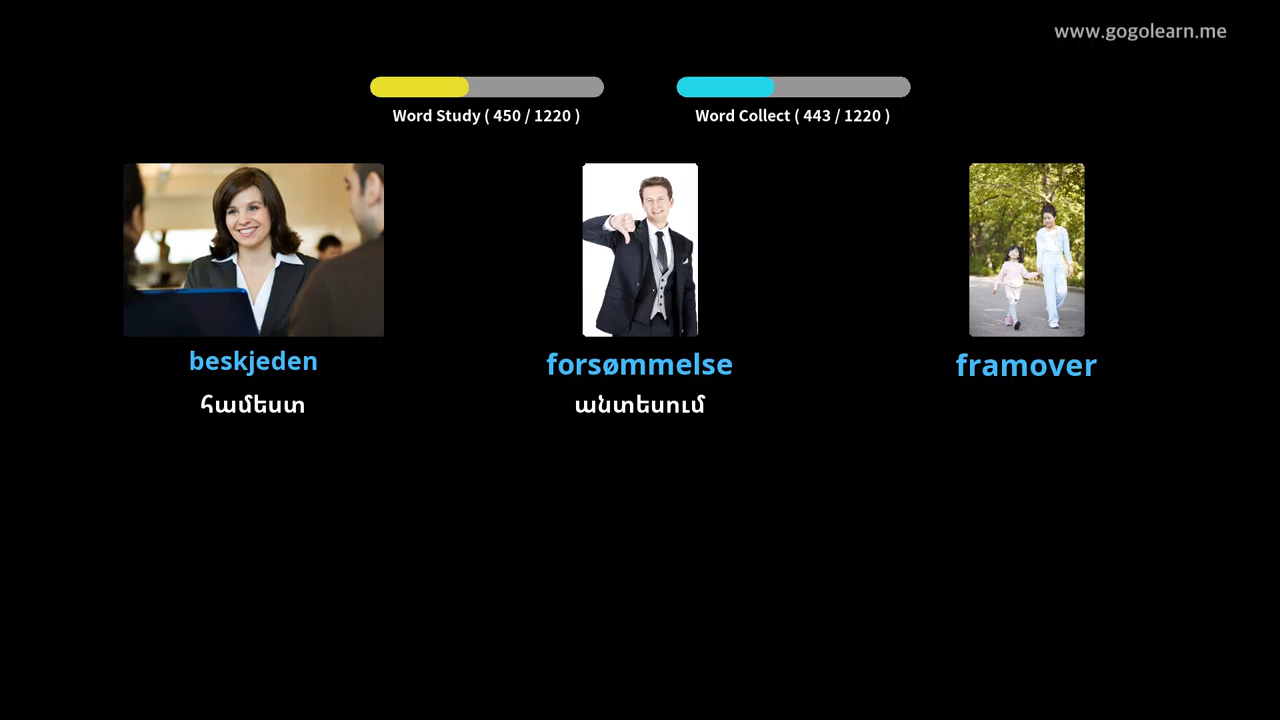 www.gogolearn.me
Word Study ( 450 / 1220 )
Word Collect ( 443 / 1220 )
beskjeden
համեստ
forsømmelse
անտեսում
framover